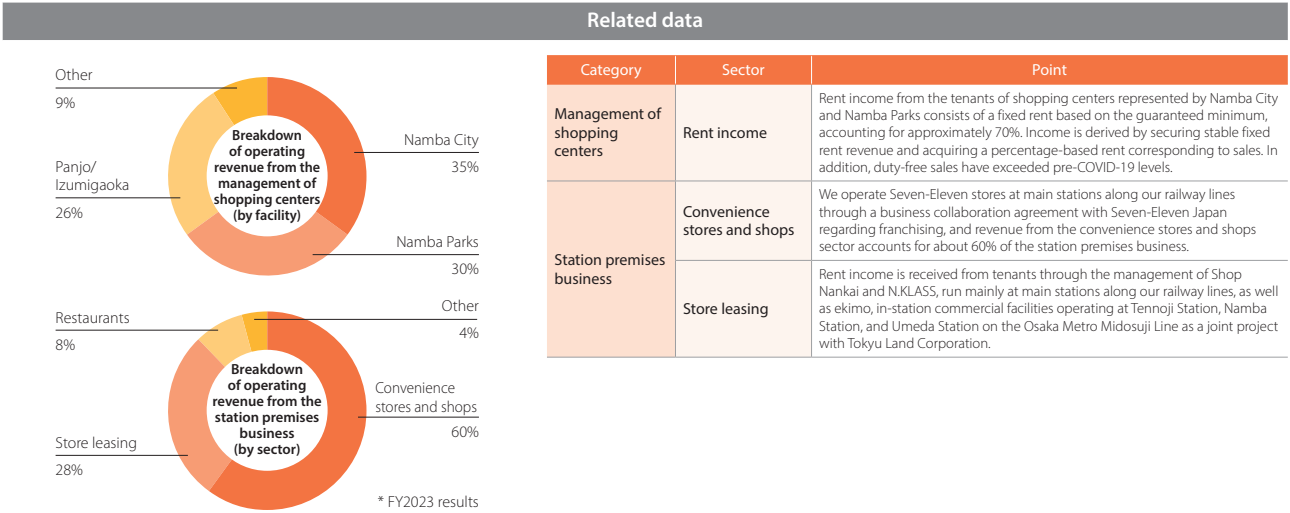 Related data
Other
9%
Panjo/
Izumigaoka
26%
Breakdown
of operating
revenue from the
management of
shopping centers
(by facility)
Namba City
35%
Namba Parks
30%
Restaurants
8%
Store leasing
28%
Breakdown
of operating
revenue from the
station premises
business
(by sector)
Other
4%
Convenience
stores and shops
60%
* FY2023 results
Category
Sector
Point
Management of
shopping
centers
Rent income
Rent income from the tenants of shopping centers represented by Namba City
and Namba Parks consists of a fixed rent based on the guaranteed minimum,
accounting for approximately 70%. Income is derived by securing stable fixed
rent revenue and acquiring a percentage-based rent corresponding to sales. In
addition, duty-free sales have exceeded pre-COVID-19 levels.
Station premises
business
Convenience
stores and shops
We operate Seven-Eleven stores at main stations along our railway lines
through a business collaboration agreement with Seven-Eleven Japan
regarding franchising, and revenue from the convenience stores and shops
sector accounts for about 60% of the station premises business.
Store leasing
Rent income is received from tenants through the management of Shop
Nankai and N.KLASS, run mainly at main stations along our railway lines, as well
as ekimo, in-station commercial facilities operating at Tennoji Station, Namba
Station, and Umeda Station on the Osaka Metro Midosuji Line as a joint project
with Tokyu Land Corporation.